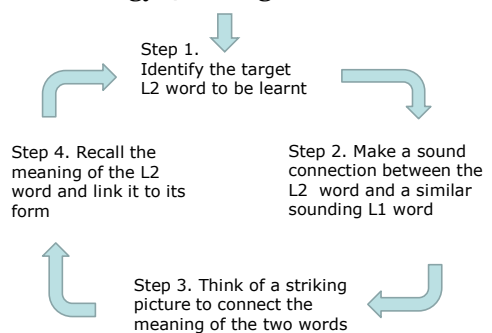 Step 1.
Identify the target
L2 word to be learnt
Step 2. Make a sound
connection between the
L2 word and a similar
sounding L1 word
Step 3. Think of a striking
picture to connect the
meaning of the two words
Step 4. Recall the
meaning of the L2
word and link it to its
form